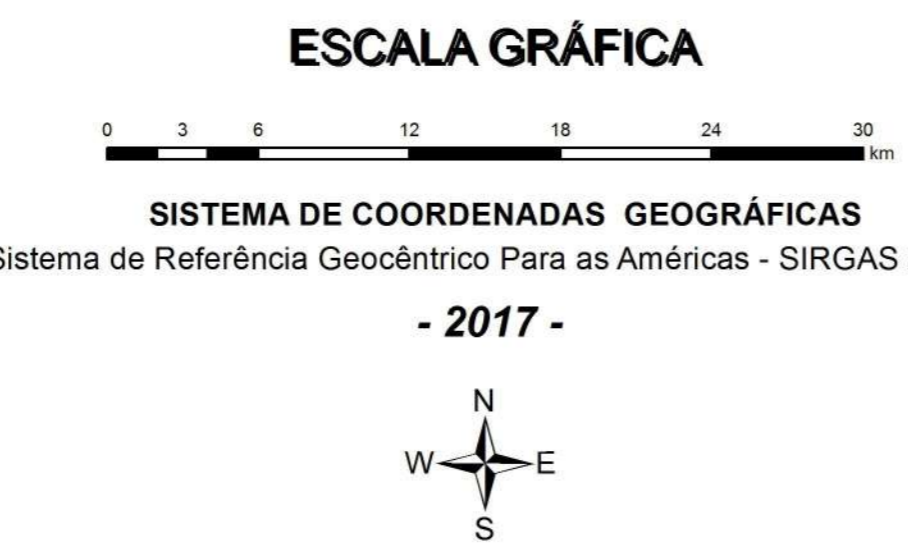 ESCALA GRÁFICA
0 3 6 12 18 24 30
km
SISTEMA DE COORDENADAS GEOGRÁFICAS
Sistema de Referência Geocêntrico Para as Américas - SIRGAS
- 2017 -
N
W E
S